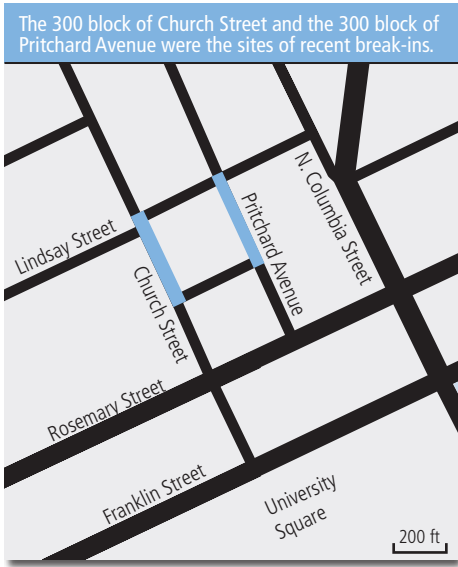 The 300 block of Church Street and the 300 block of
Pritchard Avenue were the sites of recent break-ins.
N. Columbia Street
Pritchard Avenue
Lindsay Street
Church Street
Rosemary Street
Franklin Street
University
Square
200 ft